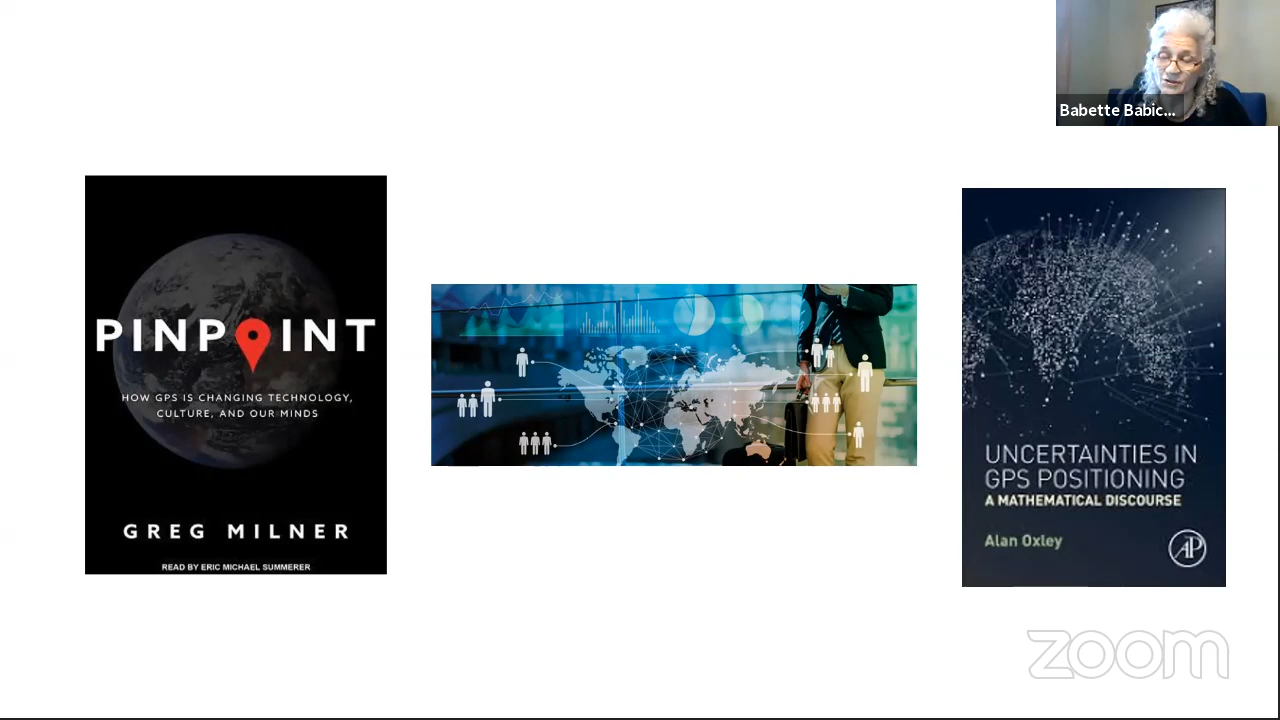 Babette Babic...
PINPOINT
HOW GPS IS CHANGING TECHNOLOGY,
CULTURE, AND OUR MINDS
GREG MILNER
READ BY ERIC MICHAEL SUMMERER
UNCERTAINTIES IN
GPS POSITIONING
A MATHEMATICAL DISCOURSE
Alan Oxley
AP
zoom